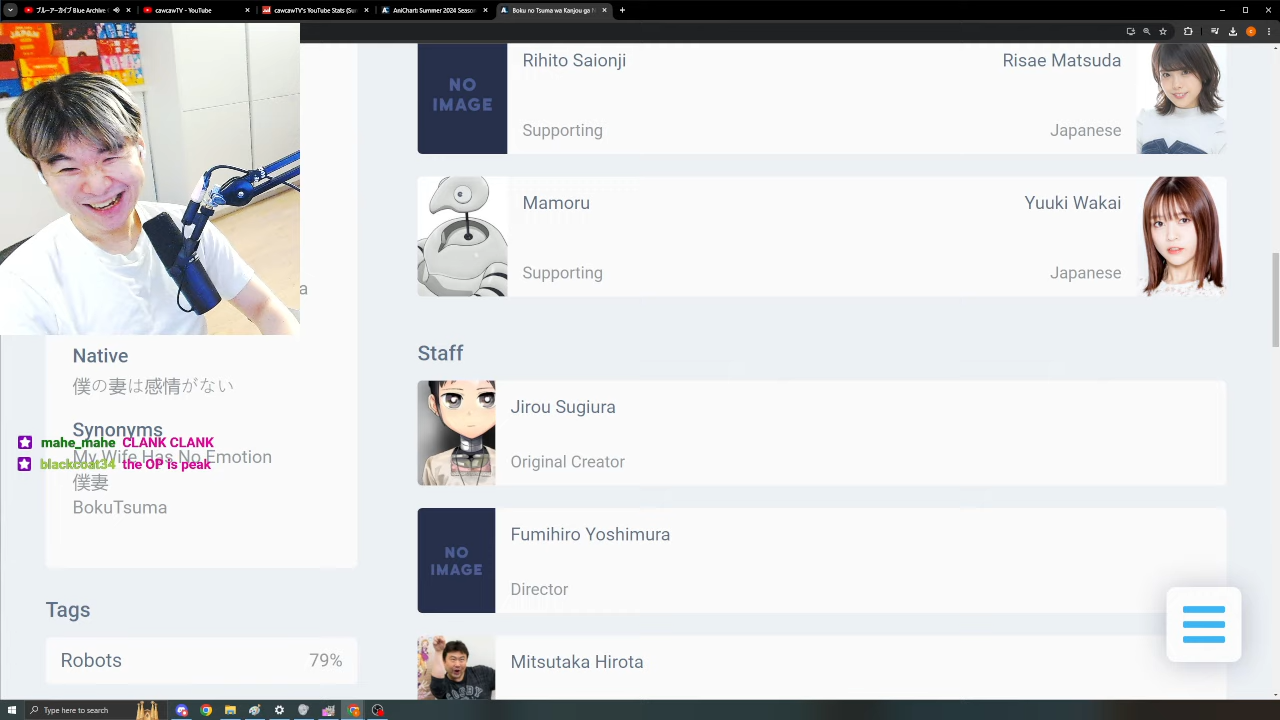 ブルーアーカイブ Blue Archive
cawcawTV - YouTube
cawcawTV's YouTube Stats (Su
AniChart: Summer 2024 Season
Boku no Tsuma wa Kanjou ga N
JAPAN
Rihito Saionji
Risae Matsuda
NO
IMAGE
Supporting
Japanese
Mamoru
Yuuki Wakai
Supporting
Japanese
a
Staff
Native
僕の妻は感情がない
Jirou Sugiura
Original Creator
Synonyms
mahe_mahe CLANK CLANK
My Wife Has No Emotion
blackcoat34 the OP is peak
僕妻
BokuTsuma
Fumihiro Yoshimura
NO
IMAGE
Director
Tags
Robots 79%
Mitsutaka Hirota
Type here to search